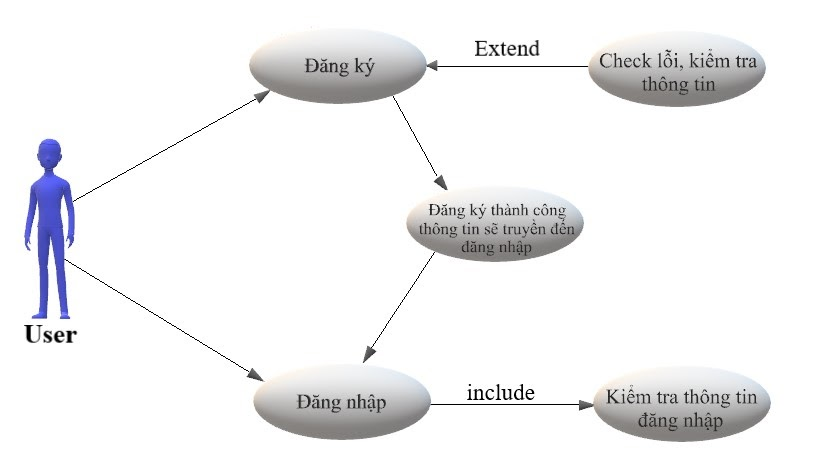 Đăng ký
Extend
Check lỗi, kiểm tra
thông tin
Đăng ký thành công
thông tin sẽ truyền đến
đăng nhập
User
Đăng nhập
include
Kiểm tra thông tin
đăng nhập